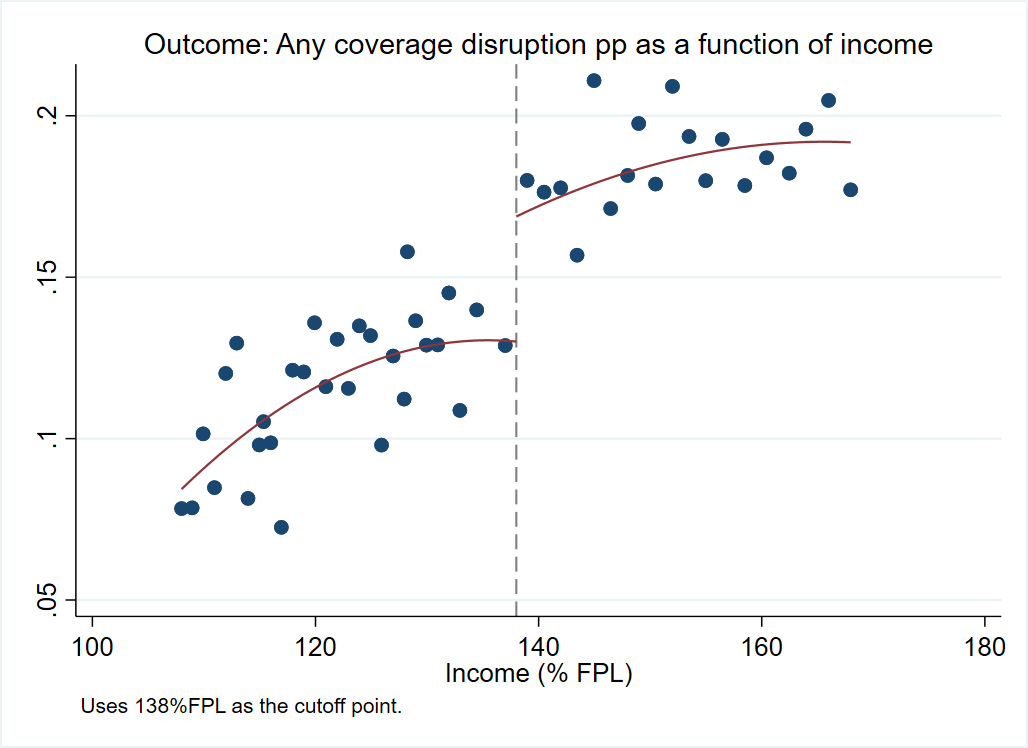 Outcome: Any coverage disruption pp as a function of income
.2
.15
.1
.05
100 120 140 160 180
Income (% FPL)
Uses 138%FPL as the cutoff point.